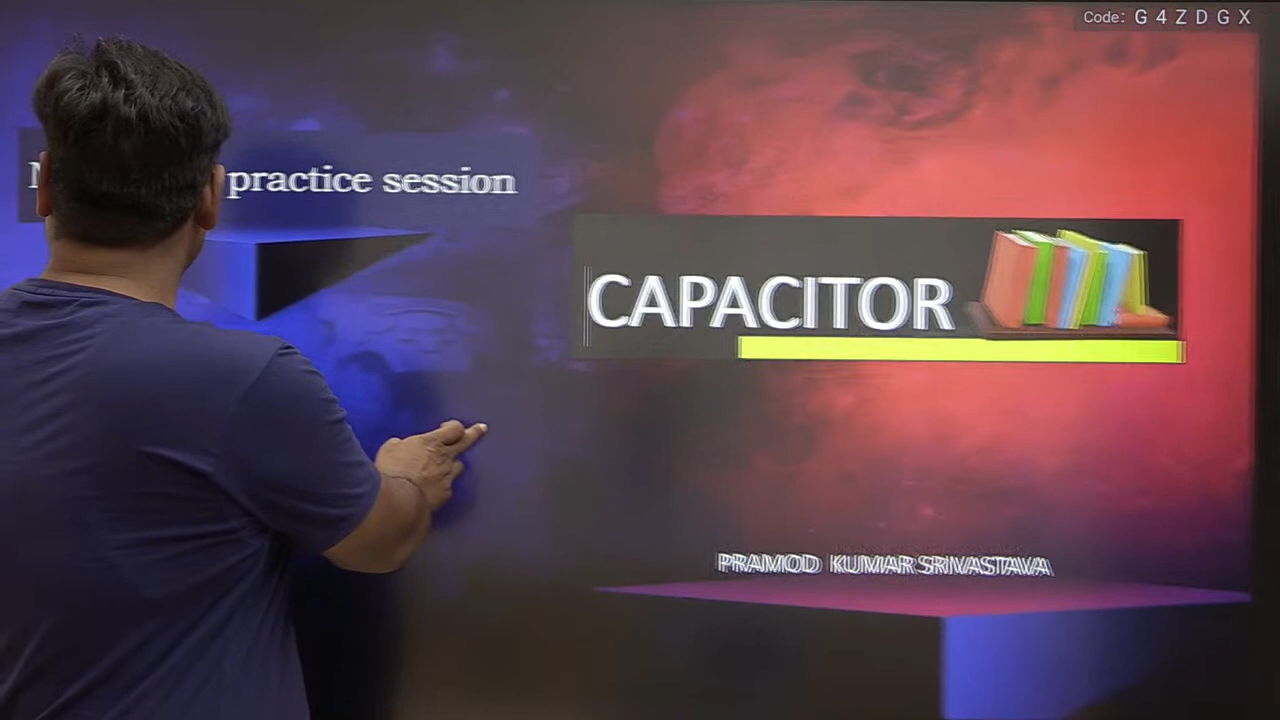 Code: G 4 Z D G X
practice session
CAPACITOR
PRAMOD KUMAR SRIVASTAVA